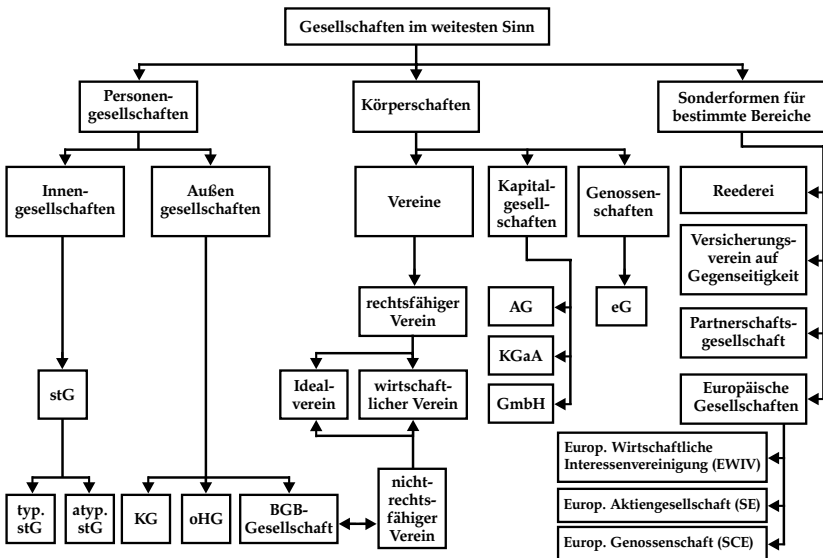 Gesellschaften im weitesten Sinn
Personen-
gesellschaften
Körperschaften
Sonderformen für
bestimmte Bereiche
Innen-
gesellschaften
Außen
gesellschaften
Vereine
Kapital-
gesell-
schaften
Genossen-
schaften
Reederei
Versicherungs-
verein auf
Gegenseitigkeit
rechtsfähiger
Verein
AG
eG
Partnerschafts-
gesellschaft
KGaA
stG
Ideal-
verein
wirtschaft-
licher Verein
GmbH
Europäische
Gesellschaften
Europ. Wirtschaftliche
Interessenvereinigung (EWIV)
typ.
stG
atyp.
stG
KG
oHG
BGB-
Gesellschaft
nicht-
rechts-
fähiger
Verein
Europ. Aktiengesellschaft (SE)
Europ. Genossenschaft (SCE)